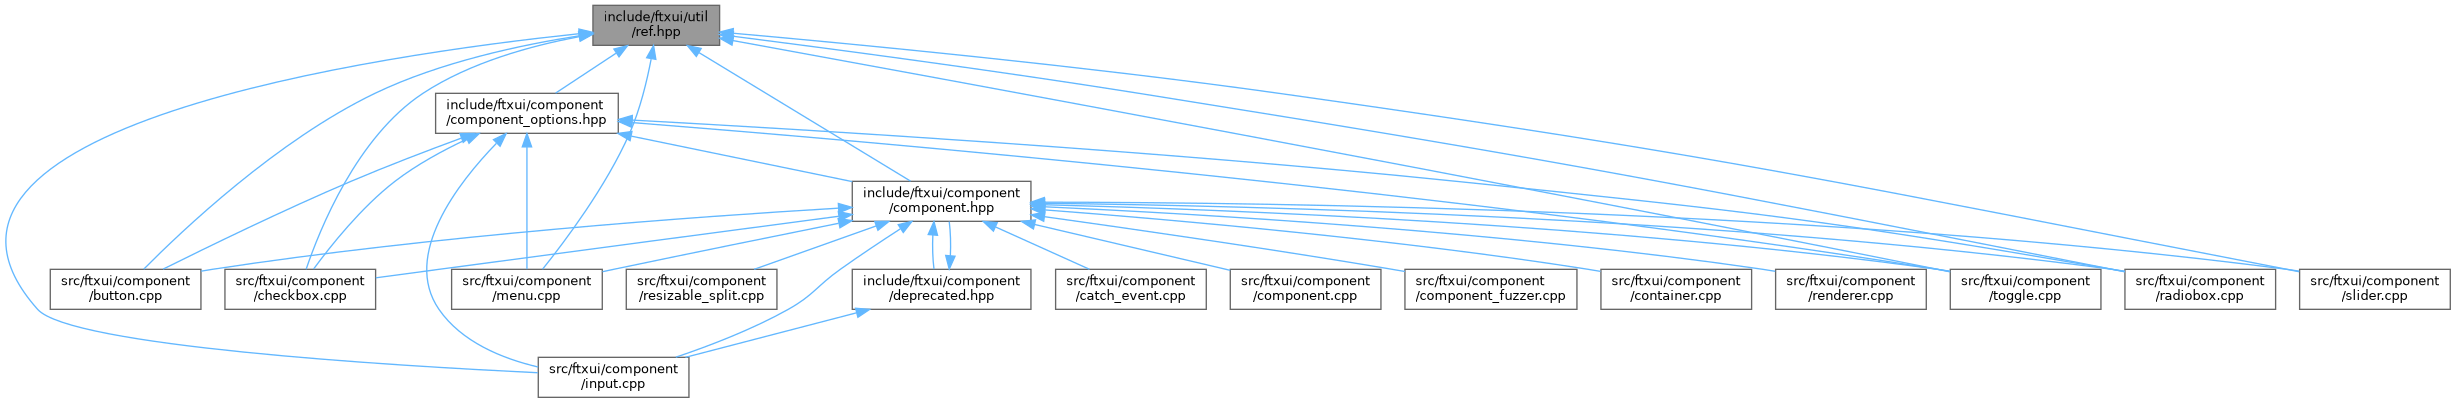 include/ftxui/util
/ref.hpp
include/ftxui/component
/component_options.hpp
include/ftxui/component
/component.hpp
src/ftxui/component
/button.cpp
src/ftxui/component
/checkbox.cpp
src/ftxui/component
/menu.cpp
src/ftxui/component
/resizable_split.cpp
include/ftxui/component
/deprecated.hpp
src/ftxui/component
/catch_event.cpp
src/ftxui/component
/component.cpp
src/ftxui/component
/component_fuzzer.cpp
src/ftxui/component
/container.cpp
src/ftxui/component
/renderer.cpp
src/ftxui/component
/toggle.cpp
src/ftxui/component
/radiobox.cpp
src/ftxui/component
/slider.cpp
src/ftxui/component
/input.cpp